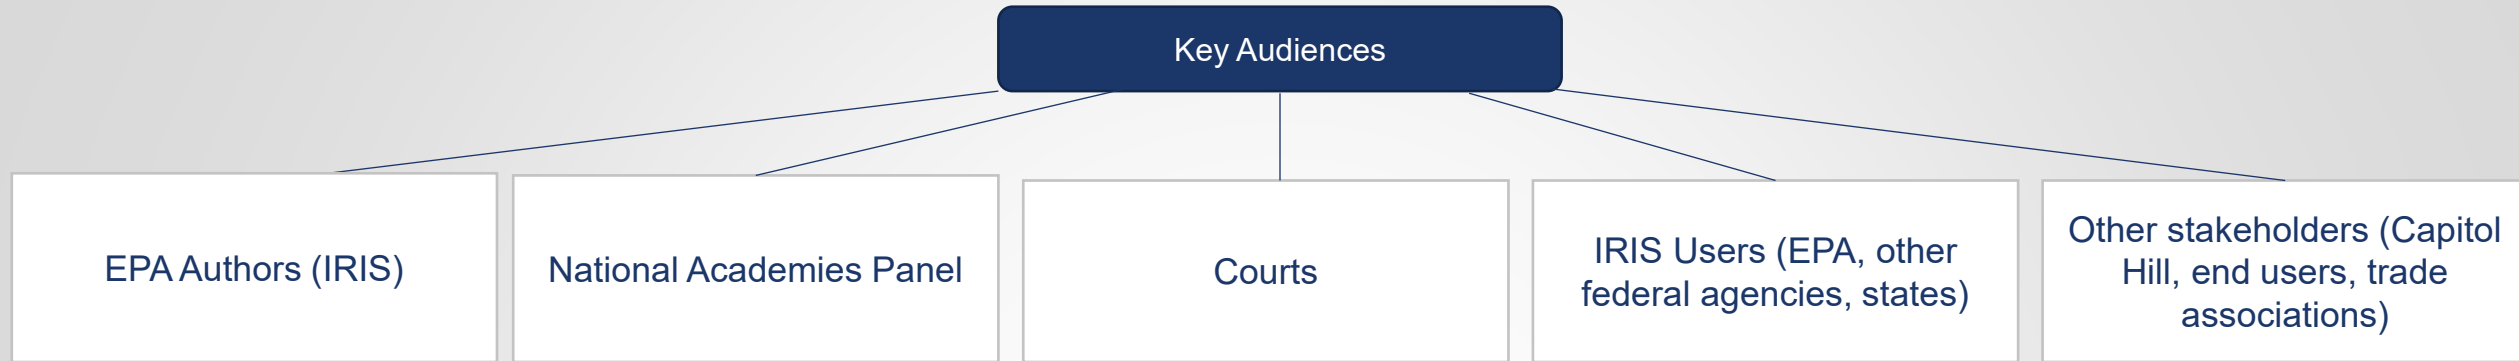 Key Audiences
EPA Authors (IRIS)
National Academies Panel
Courts
IRIS Users (EPA, other
federal agencies, states)
Other stakeholders (Capitol
Hill, end users, trade
associations)